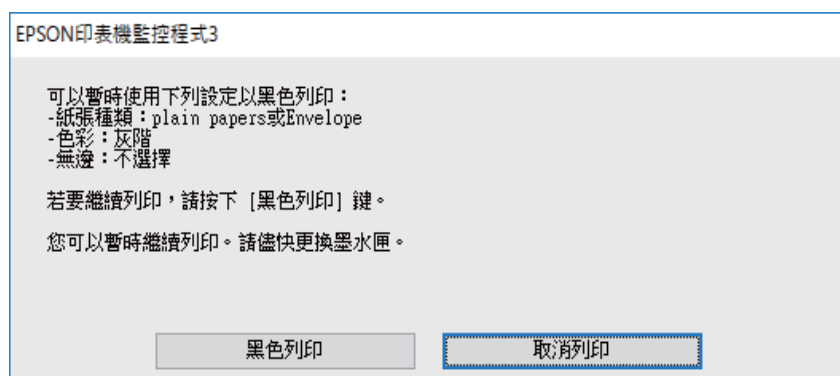 EPSON印表機監控程式3
可以暫時使用下列設定以黑色列印：
-紙張種類：plain papers或Envelope
-色彩：灰階
-無邊：不選擇
若要繼續列印，請按下 [黑色列印] 鍵。
您可以暫時繼續列印。請儘快更換墨水匣。
黑色列印
取消列印